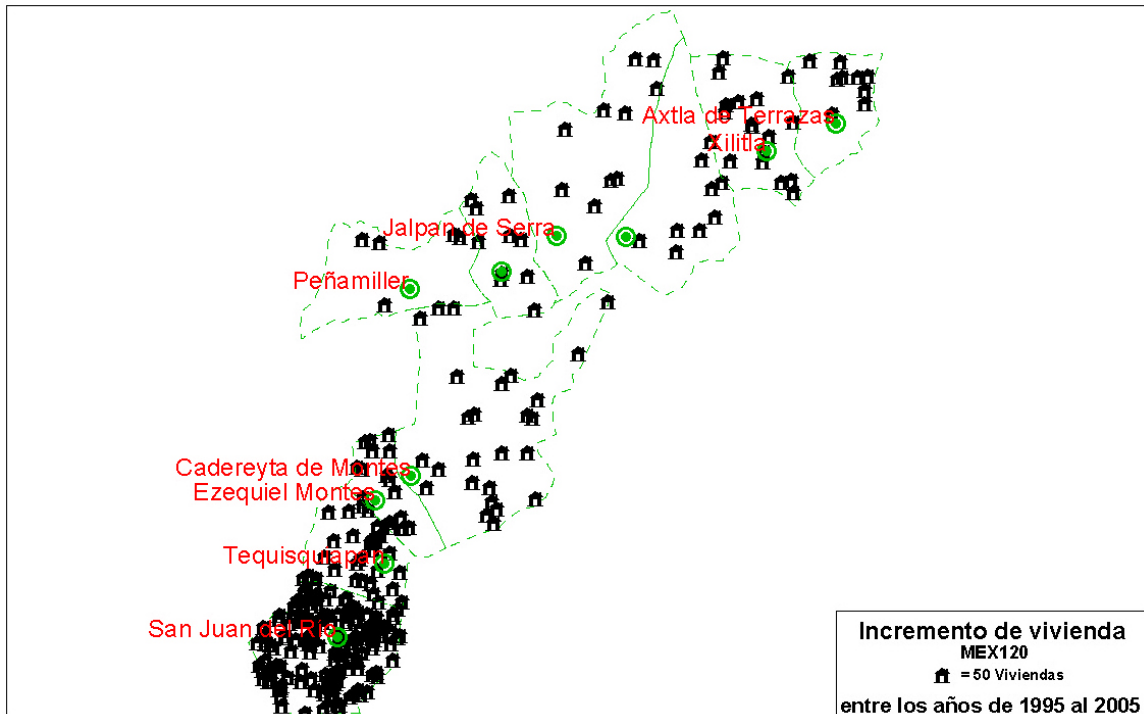 Axtla de Terrazas
Xilitla
Jalpan de Serra
Peñamiller
Cadereyta de Montes
Ezequiel Montes
Tequisquiapan
San Juan del Río
Incremento de vivienda
MEX120
= 50 Viviendas
entre los años de 1995 al 2005